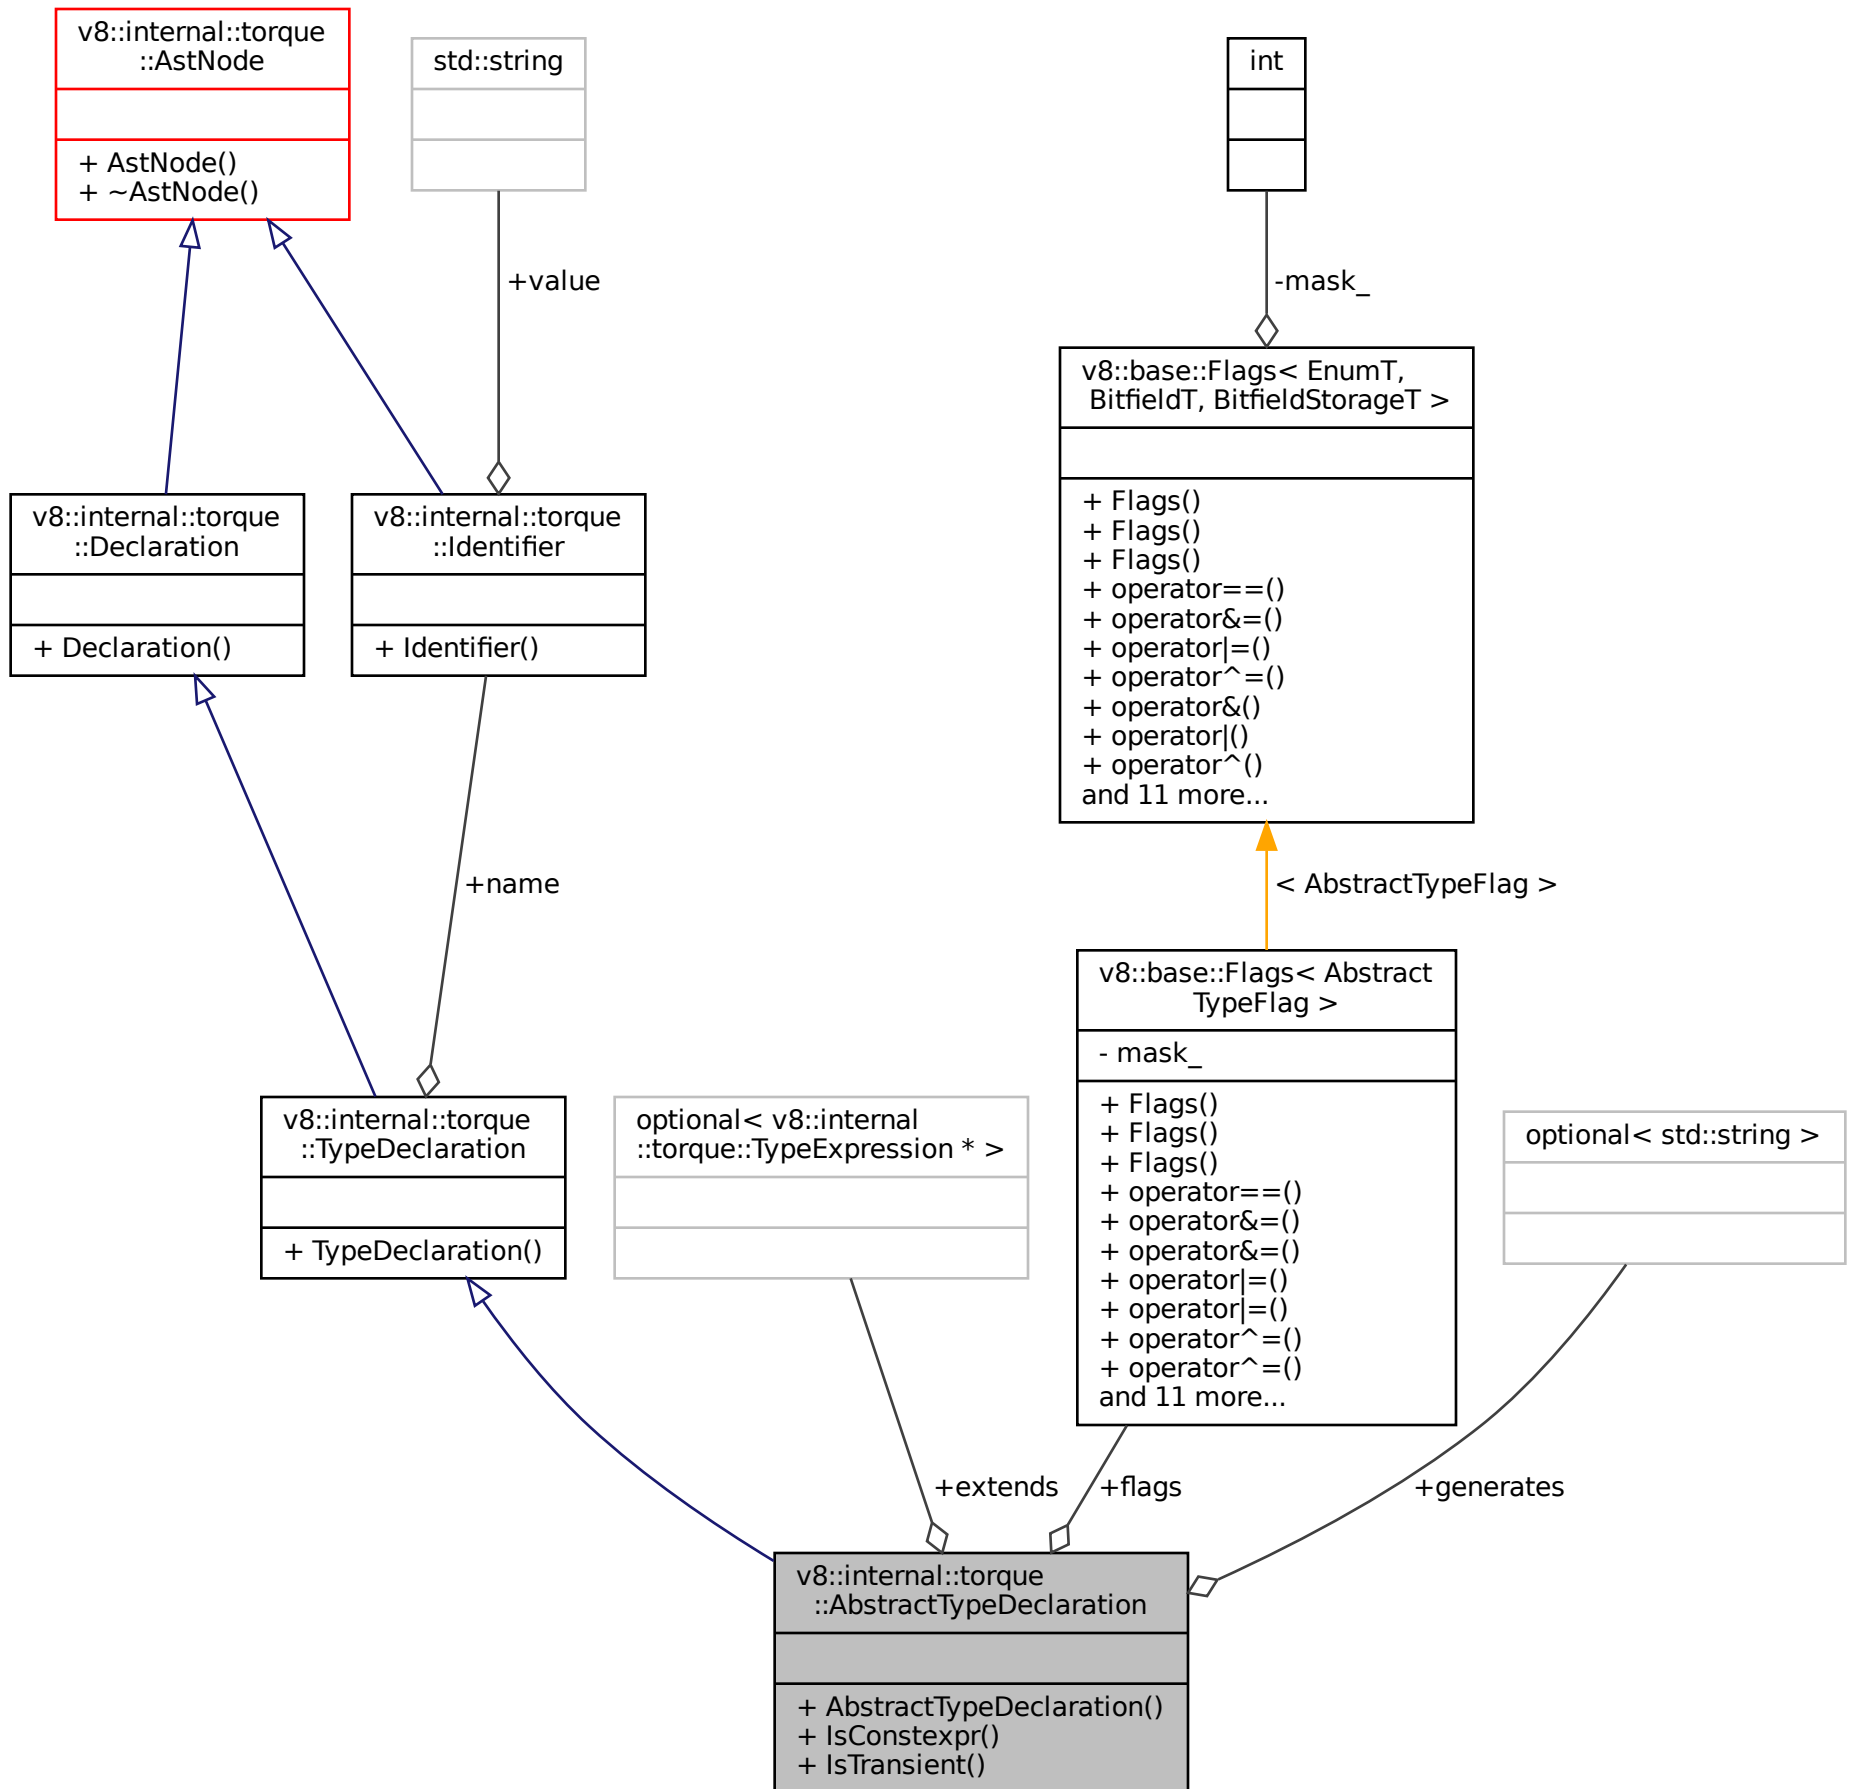 v8::internal::torque
::AstNode
+ AstNode()
+ ~AstNode()
std::string
int
+value
-mask_
v8::base::Flags< EnumT,
BitfieldT, BitfieldStorageT >
+ Flags()
+ Flags()
+ Flags()
+ operator==()
+ operator&=()
+ operator|=()
+ operator^=()
+ operator&()
+ operator|()
+ operator^()
and 11 more...
v8::internal::torque
::Declaration
+ Declaration()
v8::internal::torque
::Identifier
+ Identifier()
+name
< AbstractTypeFlag >
v8::base::Flags< Abstract
TypeFlag >
- mask_
+ Flags()
+ Flags()
+ Flags()
+ operator==()
+ operator&=()
+ operator&=()
+ operator|=()
+ operator|=()
+ operator^=()
+ operator^=()
and 11 more...
v8::internal::torque
::TypeDeclaration
+ TypeDeclaration()
optional< v8::internal
::torque::TypeExpression * >
optional< std::string >
+extends
+flags
+generates
v8::internal::torque
::AbstractTypeDeclaration
+ AbstractTypeDeclaration()
+ IsConstexpr()
+ IsTransient()